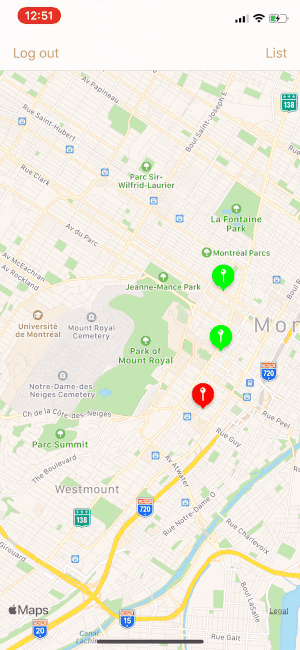 12:51
Log out
List
Av Papineau
Boul Saint-Joseph E
138
Rue Saint-Hubert
Parc Sir-
Wilfrid-Laurier
Rue Clark
La Fontaine
Park
Av du Parc
Montréal Parcs
Av McEachran
Av Rockland
Jeanne-Mance Park
Université
de Montréal
Mount Royal
Cemetery
Mon
Park of
Mount Royal
720
Notre-Dame-des-
Neiges Cemetery
Ch de la Côte-des-Neiges
Rue Peel
Parc Summit
Rue Guy
The Boulevard
Av Atwater
Westmount
720
Rue Notre-Dame O
138
Rue Charlevoix
Girouard
Boul LaSalle
Maps
Legal
15
20
Canal
Lachin
Rue Galt